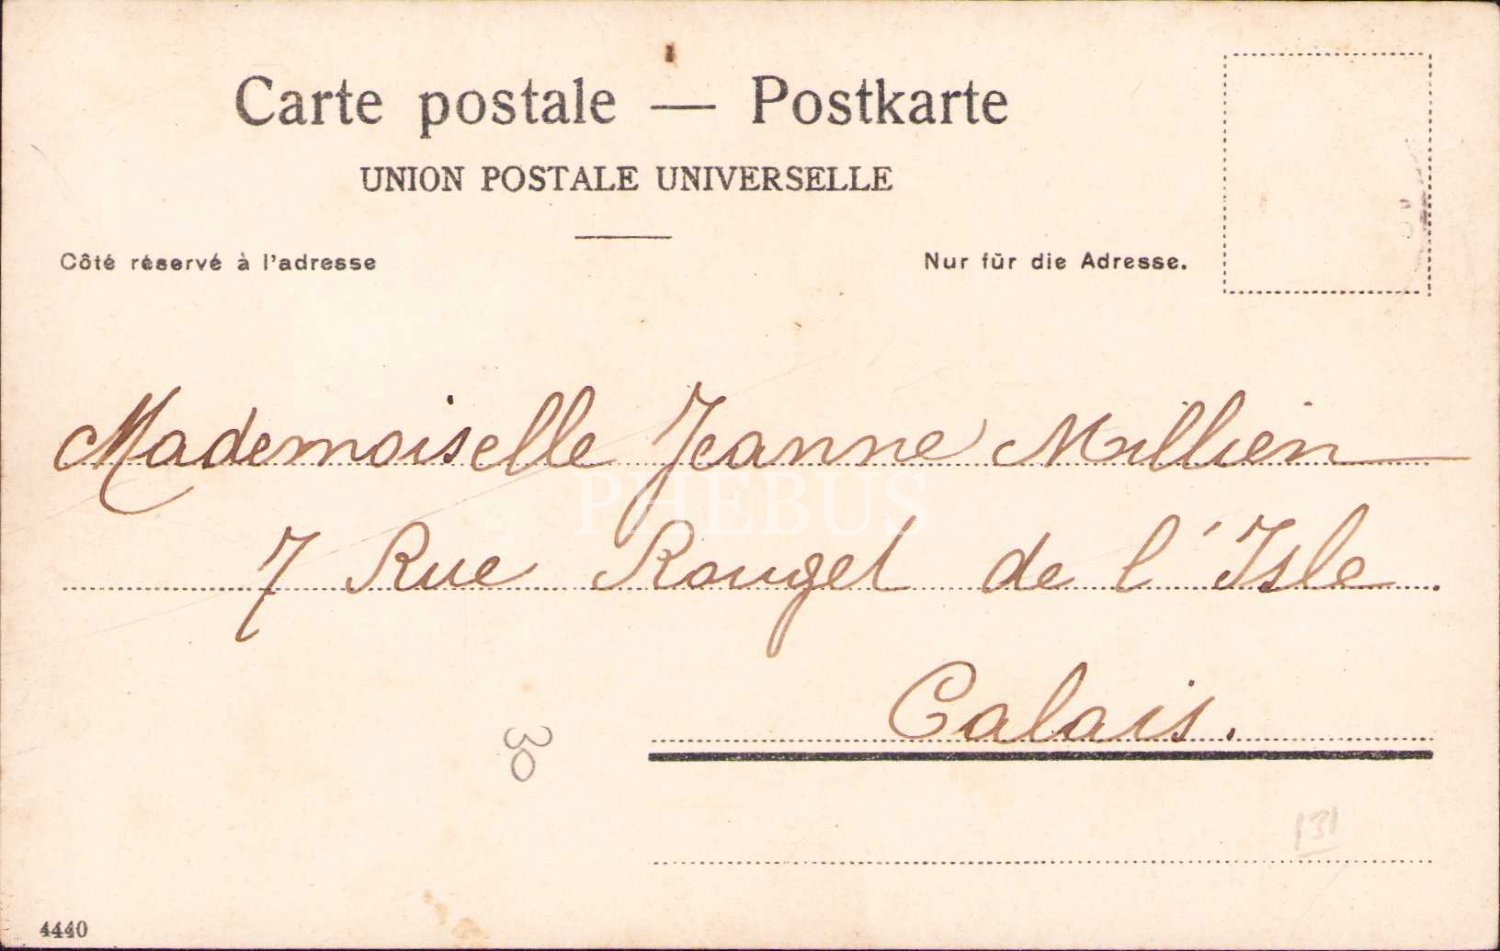 Carte postale — Postkarte
UNION POSTALE UNIVERSELLE
Côté réservé à l'adresse
Nur für die Adresse.
Mademoiselle Jeanne Millien
PHEBUS
7 Rue Rouget de l'Isle
Calais.
30
131
4440